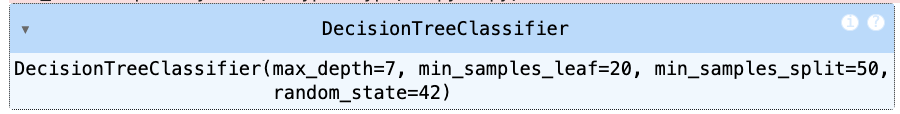 DecisionTreeClassifier
i ?
DecisionTreeClassifier(max_depth=7, min_samples_leaf=20, min_samples_split=50,
random_state=42)